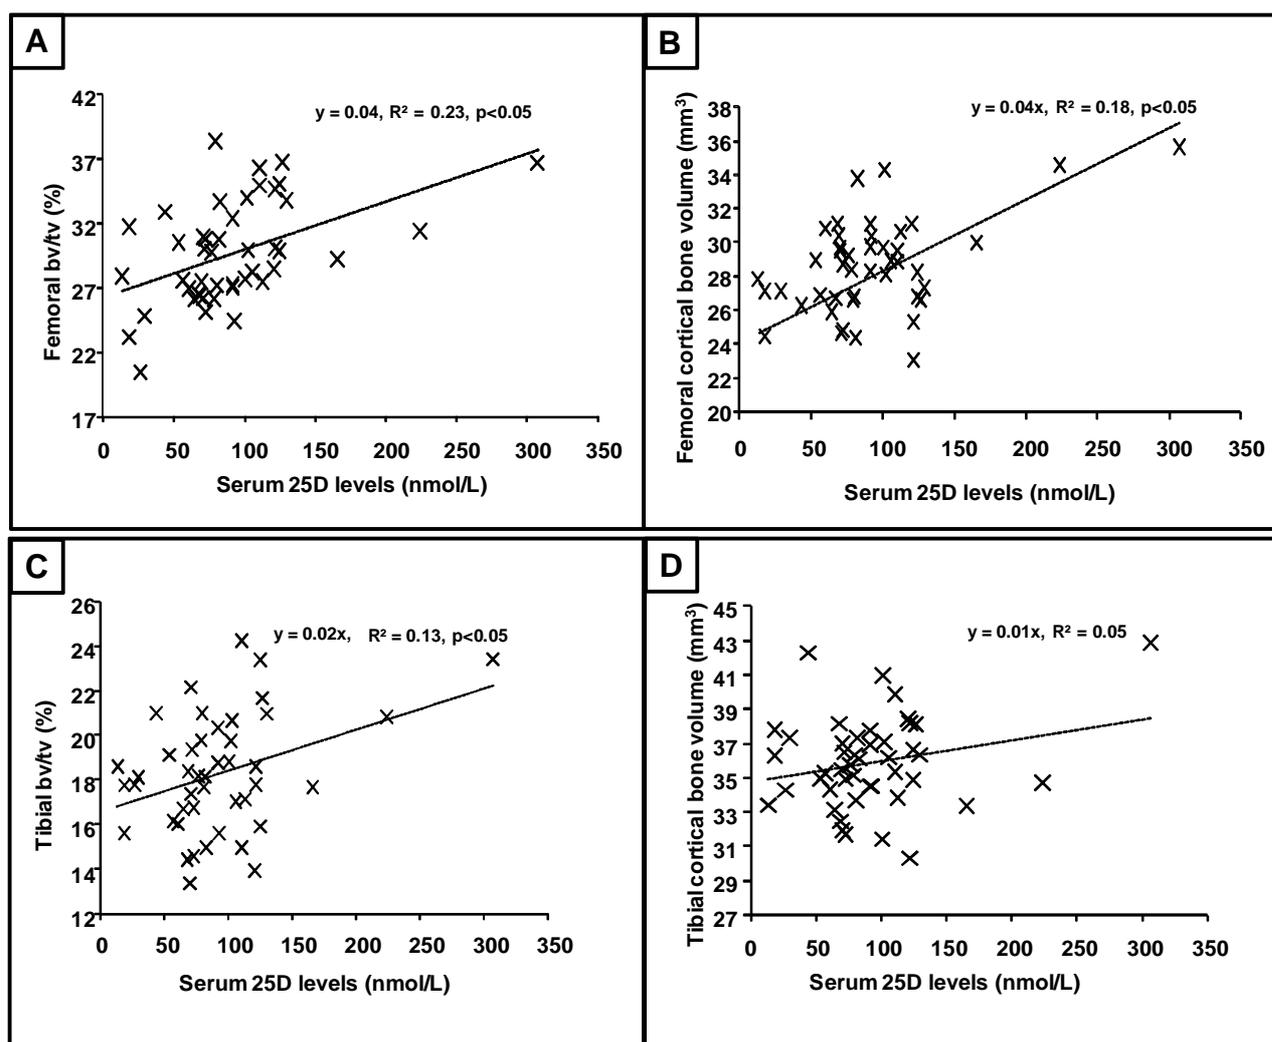 A
y = 0.04, R² = 0.23, p<0.05
Femoral bv/tv (%)
42
37
32
27
22
17
0 50 100 150 200 250 300 350
Serum 25D levels (nmol/L)
B
y = 0.04x, R² = 0.18, p<0.05
Femoral cortical bone volume (mm³)
38
36
34
32
30
28
26
24
22
20
0 50 100 150 200 250 300 350
Serum 25D levels (nmol/L)
C
y = 0.02x, R² = 0.13, p<0.05
Tibial bv/tv (%)
26
24
22
20
18
16
14
12
0 50 100 150 200 250 300 350
Serum 25D levels (nmol/L)
D
y = 0.01x, R² = 0.05
Tibial cortical bone volume (mm³)
45
43
41
39
37
35
33
31
29
27
0 50 100 150 200 250 300 350
Serum 25D levels (nmol/L)